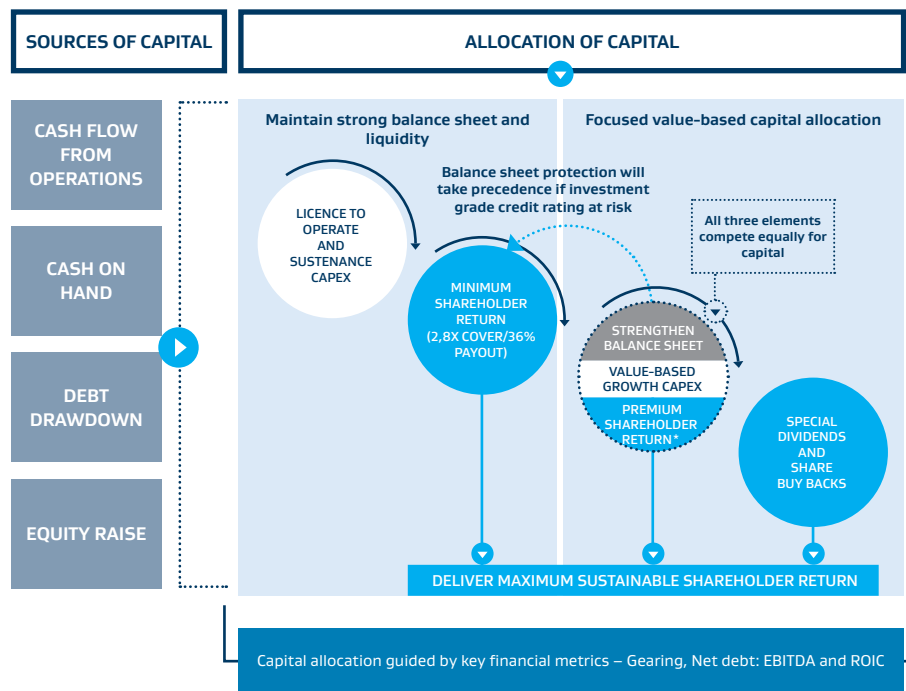 SOURCES OF CAPITAL
ALLOCATION OF CAPITAL
CASH FLOW
FROM
OPERATIONS
CASH ON
HAND
DEBT
DRAWDOWN
EQUITY RAISE
Maintain strong balance sheet and
liquidity
Focused value-based capital allocation
LICENCE TO
OPERATE
AND
SUSTENANCE
CAPEX
Balance sheet protection will
take precedence if investment
grade credit rating at risk
MINIMUM
SHAREHOLDER
RETURN
(2,8X COVER/36%
PAYOUT)
All three elements
compete equally for
capital
STRENGTHEN
BALANCE SHEET
VALUE-BASED
GROWTH CAPEX
PREMIUM
SHAREHOLDER
RETURN*
SPECIAL
DIVIDENDS
AND
SHARE
BUY BACKS
DELIVER MAXIMUM SUSTAINABLE SHAREHOLDER RETURN
Capital allocation guided by key financial metrics – Gearing, Net debt: EBITDA and ROIC